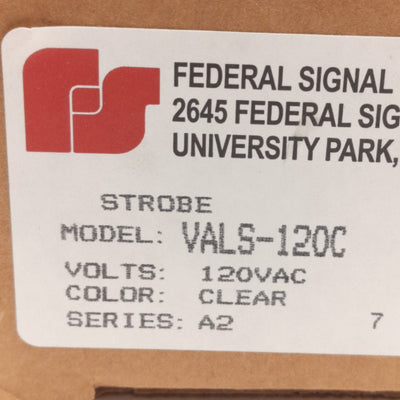 FEDERAL SIGNAL
2645 FEDERAL SIG
UNIVERSITY PARK,
STROBE
MODEL: VALS-120C
VOLTS: 120VAC
COLOR: CLEAR
SERIES: A2 7